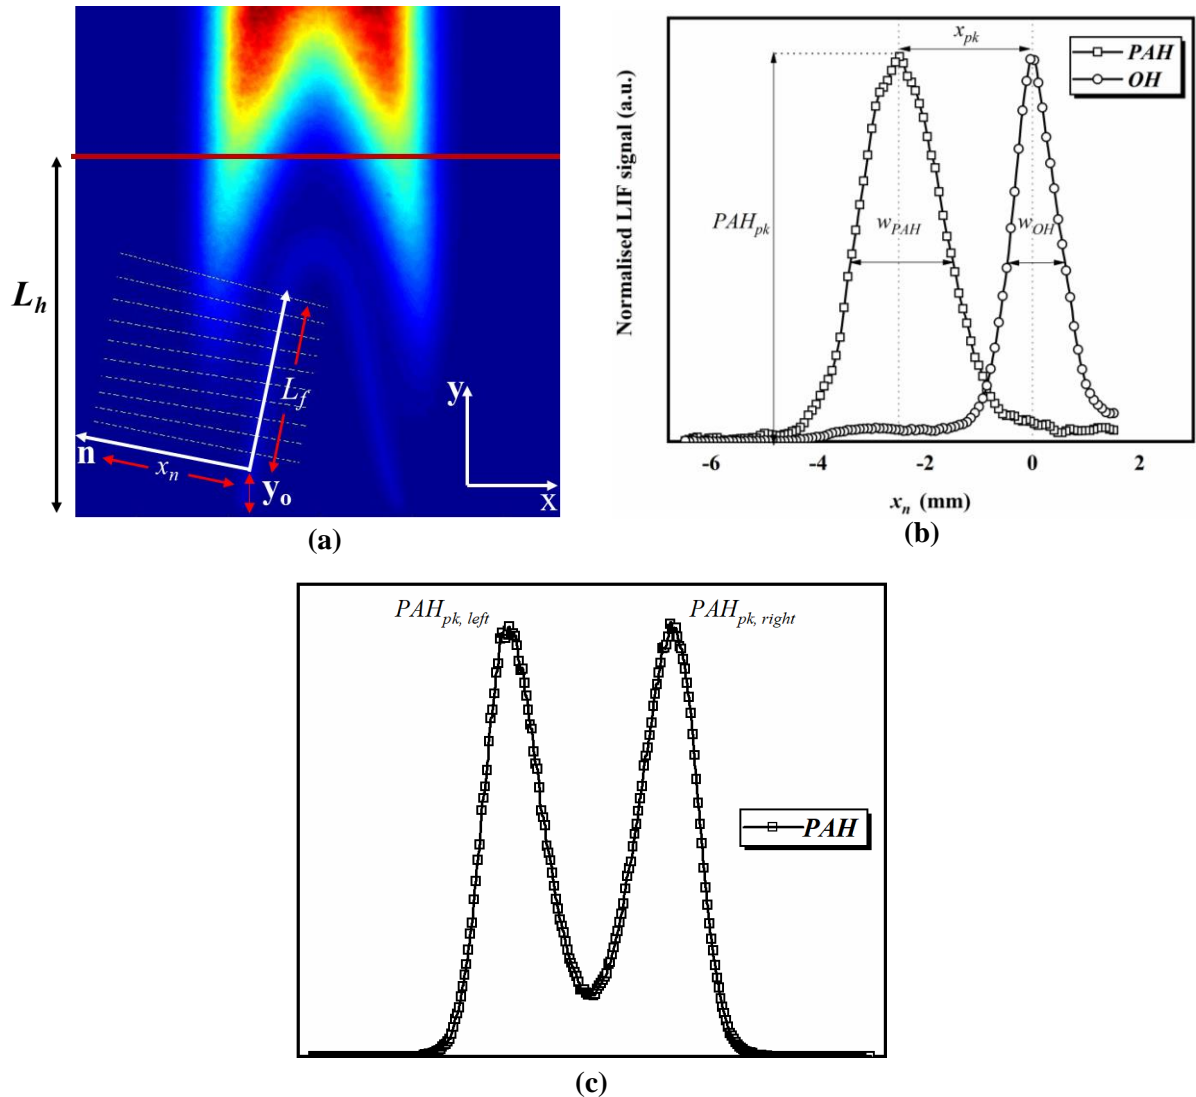 L_h
L_f
n
x_n
y_o
y
x
(a)
Normalised LIF signal (a.u.)
x_pk
PAH
OH
PAH_pk
w_PAH
w_OH
-6
-4
-2
0
2
x_n (mm)
(b)
PAH_pk, left
PAH_pk, right
PAH
(c)